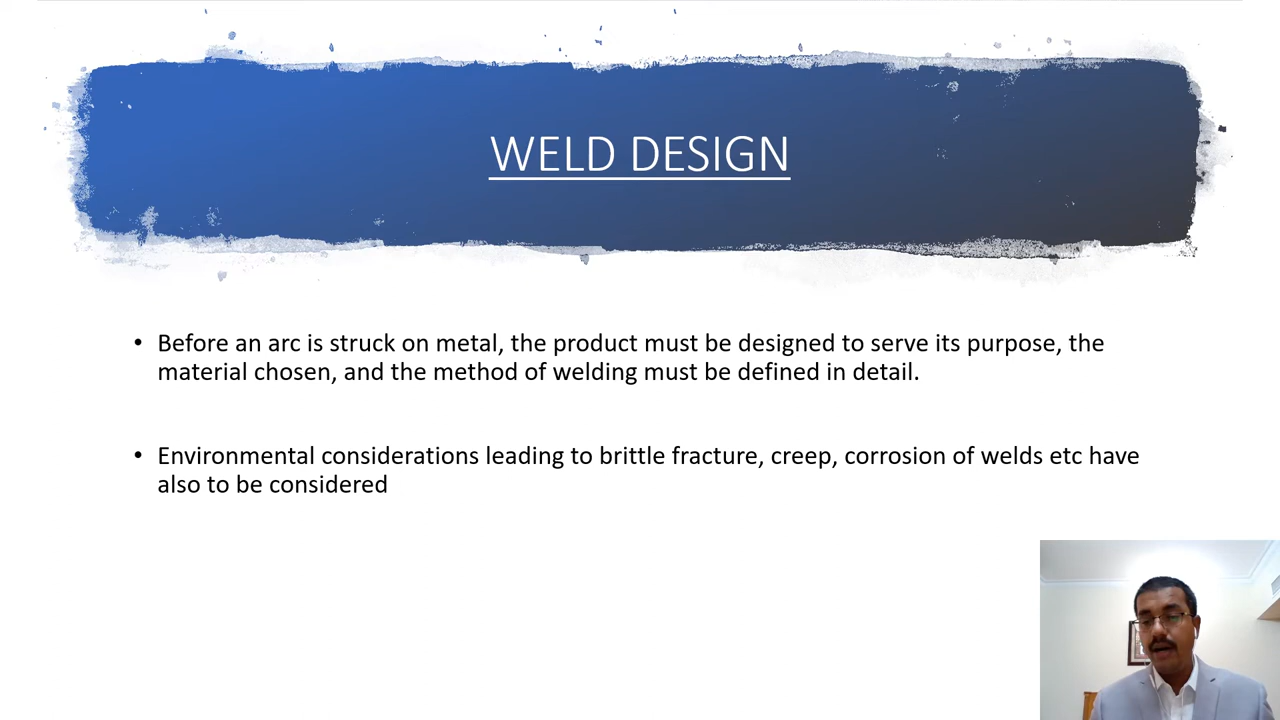 WELD DESIGN
• Before an arc is struck on metal, the product must be designed to serve its purpose, the
material chosen, and the method of welding must be defined in detail.
• Environmental considerations leading to brittle fracture, creep, corrosion of welds etc have
also to be considered